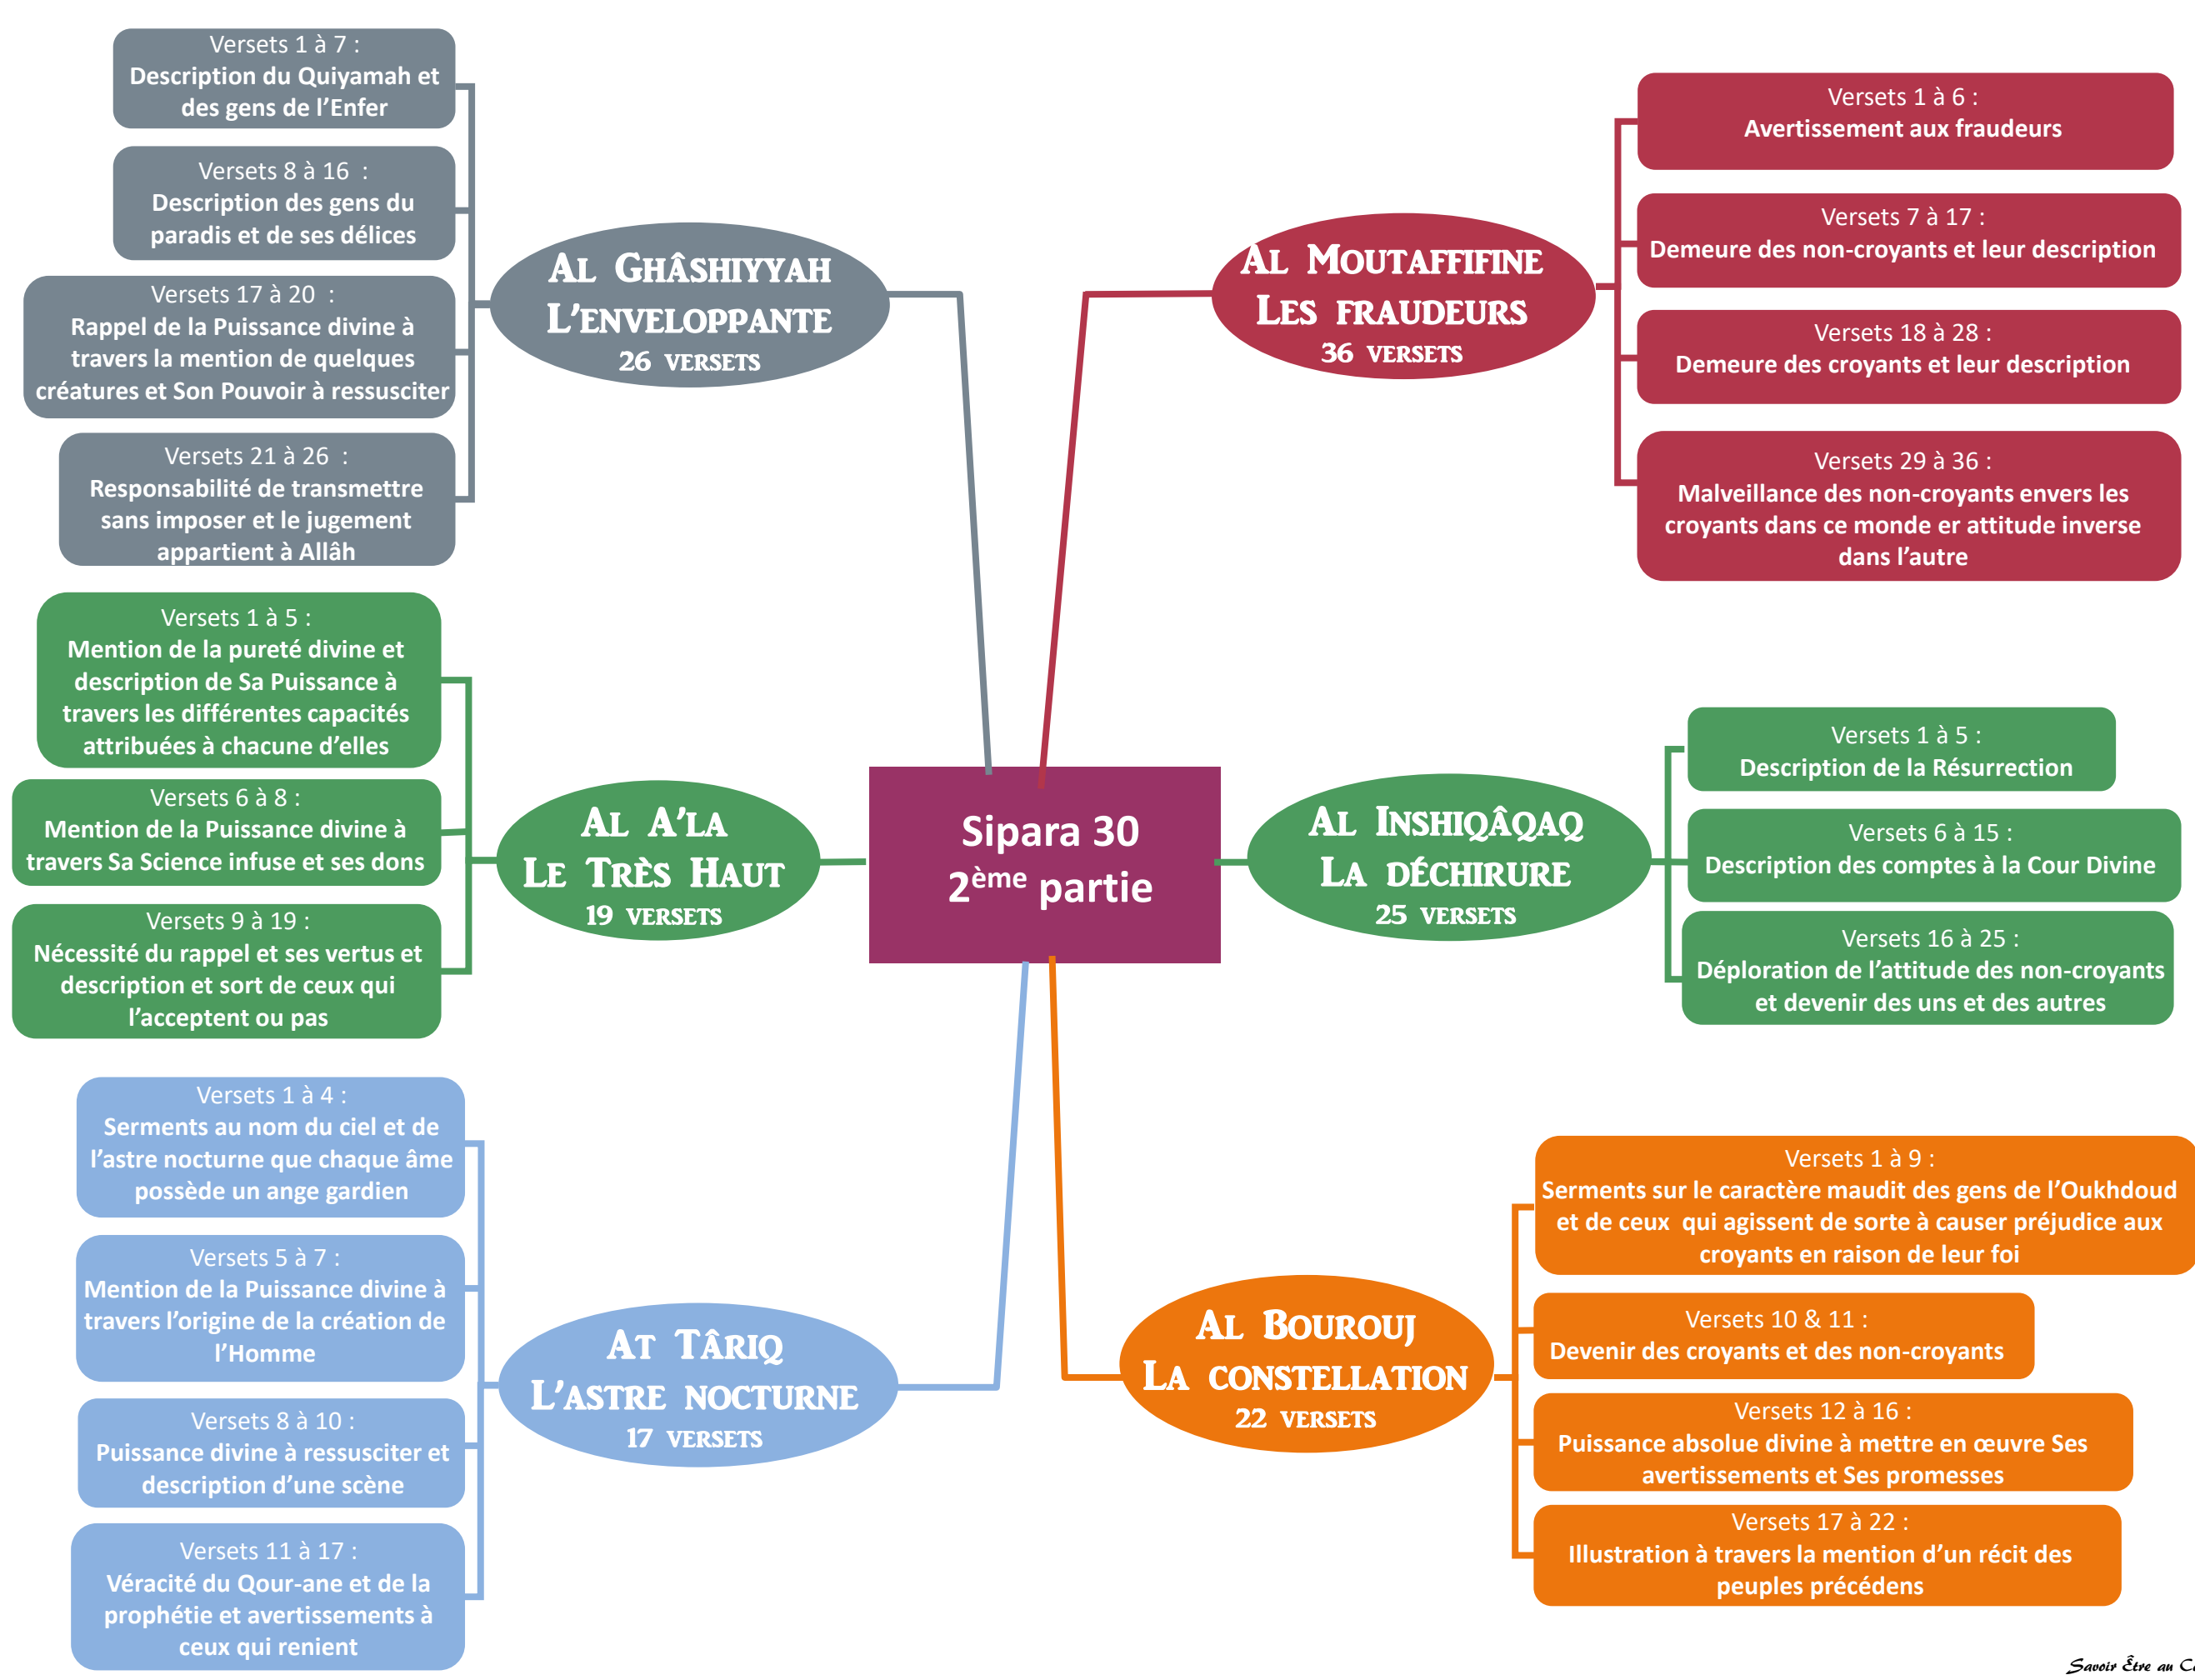 Sipara 30
2ème partie
Al Moutaffifine
Les fraudeurs
36 versets
Versets 1 à 6 :
Avertissement aux fraudeurs
Versets 7 à 17 :
Demeure des non-croyants et leur description
Versets 18 à 28 :
Demeure des croyants et leur description
Versets 29 à 36 :
Malveillance des non-croyants envers les
croyants dans ce monde er attitude inverse
dans l’autre
Al Inshiqâqaq
La déchirure
25 versets
Versets 1 à 5 :
Description de la Résurrection
Versets 6 à 15 :
Description des comptes à la Cour Divine
Versets 16 à 25 :
Déploration de l’attitude des non-croyants
et devenir des uns et des autres
Al Bourouj
La constellation
22 versets
Versets 1 à 9 :
Serments sur le caractère maudit des gens de l’Oukhdoud
et de ceux qui agissent de sorte à causer préjudice aux
croyants en raison de leur foi
Versets 10 & 11 :
Devenir des croyants et des non-croyants
Versets 12 à 16 :
Puissance absolue divine à mettre en œuvre Ses
avertissements et Ses promesses
Versets 17 à 22 :
Illustration à travers la mention d’un récit des
peuples précédens
At Târiq
L’astre nocturne
17 versets
Versets 1 à 4 :
Serments au nom du ciel et de
l’astre nocturne que chaque âme
possède un ange gardien
Versets 5 à 7 :
Mention de la Puissance divine à
travers l’origine de la création de
l’Homme
Versets 8 à 10 :
Puissance divine à ressusciter et
description d’une scène
Versets 11 à 17 :
Véracité du Qour-ane et de la
prophétie et avertissements à
ceux qui renient
Al A’la
Le Très Haut
19 versets
Versets 1 à 5 :
Mention de la pureté divine et
description de Sa Puissance à
travers les différentes capacités
attribuées à chacune d’elles
Versets 6 à 8 :
Mention de la Puissance divine à
travers Sa Science infuse et ses dons
Versets 9 à 19 :
Nécessité du rappel et ses vertus et
description et sort de ceux qui
l’acceptent ou pas
Al Ghâshiyyah
L’enveloppante
26 versets
Versets 1 à 7 :
Description du Quiyamah et
des gens de l’Enfer
Versets 8 à 16 :
Description des gens du
paradis et de ses délices
Versets 17 à 20 :
Rappel de la Puissance divine à
travers la mention de quelques
créatures et Son Pouvoir à ressusciter
Versets 21 à 26 :
Responsabilité de transmettre
sans imposer et le jugement
appartient à Allâh
Savoir Être au